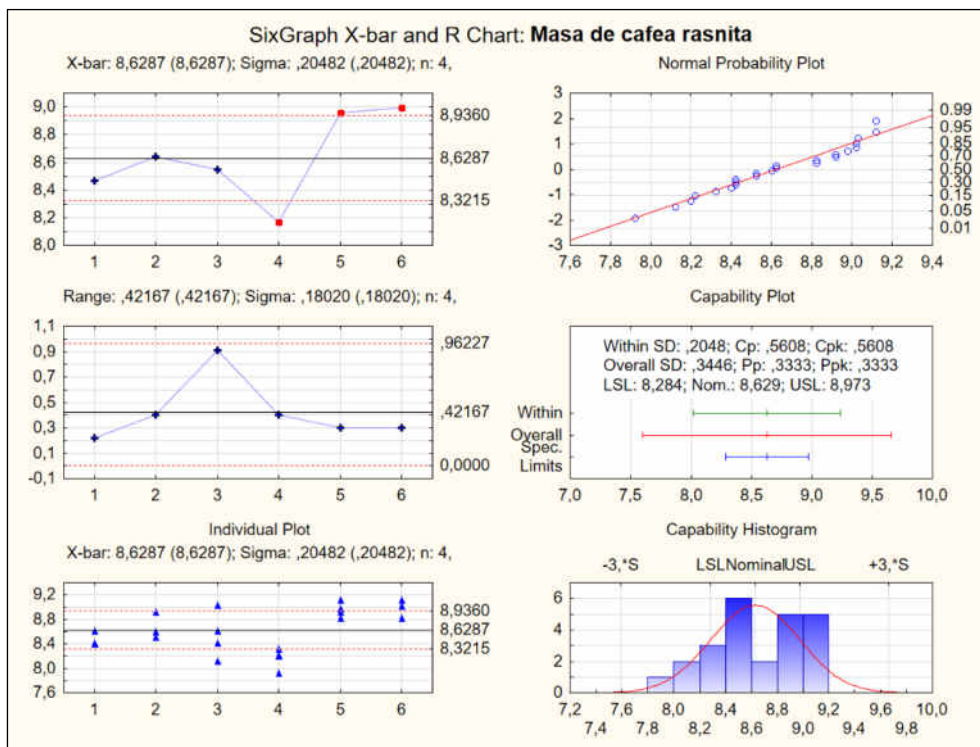 SixGraph X-bar and R Chart: Masa de cafea rasnita
X-bar: 8,6287 (8,6287); Sigma: ,20482 (,20482); n: 4,
9,0
8,8
8,6
8,4
8,2
8,0
8,9360
8,6287
8,3215
1 2 3 4 5 6
Normal Probability Plot
3
2
1
0
-1
-2
-3
0.99
0.95
0.85
0.70
0.50
0.30
0.15
0.05
0.01
7,6 7,8 8,0 8,2 8,4 8,6 8,8 9,0 9,2 9,4
Range: ,42167 (,42167); Sigma: ,18020 (,18020); n: 4,
1,1
0,9
0,7
0,5
0,3
0,1
-0,1
,96227
,42167
0,0000
1 2 3 4 5 6
Capability Plot
Within SD: ,2048; Cp: ,5608; Cpk: ,5608
Overall SD: ,3446; Pp: ,3333; Ppk: ,3333
LSL: 8,284; Nom.: 8,629; USL: 8,973
Within
Overall
Spec.
Limits
7,0 7,5 8,0 8,5 9,0 9,5 10,0
Individual Plot
X-bar: 8,6287 (8,6287); Sigma: ,20482 (,20482); n: 4,
9,2
8,8
8,4
8,0
7,6
8,9360
8,6287
8,3215
1 2 3 4 5 6
Capability Histogram
-3,*S LSLNominalUSL +3,*S
6
4
2
0
7,2 7,6 8,0 8,4 8,8 9,2 9,6 10,0
7,4 7,8 8,2 8,6 9,0 9,4 9,8